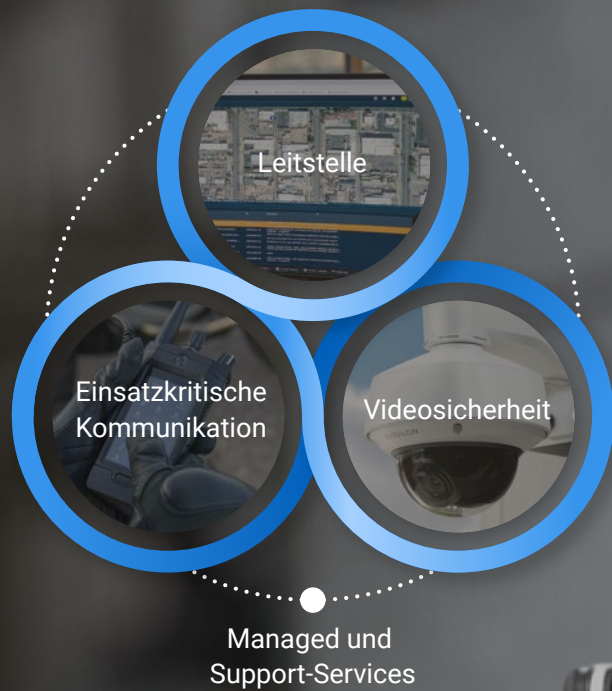 Leitstelle
Einsatzkritische
Kommunikation
Videosicherheit
Managed und
Support-Services